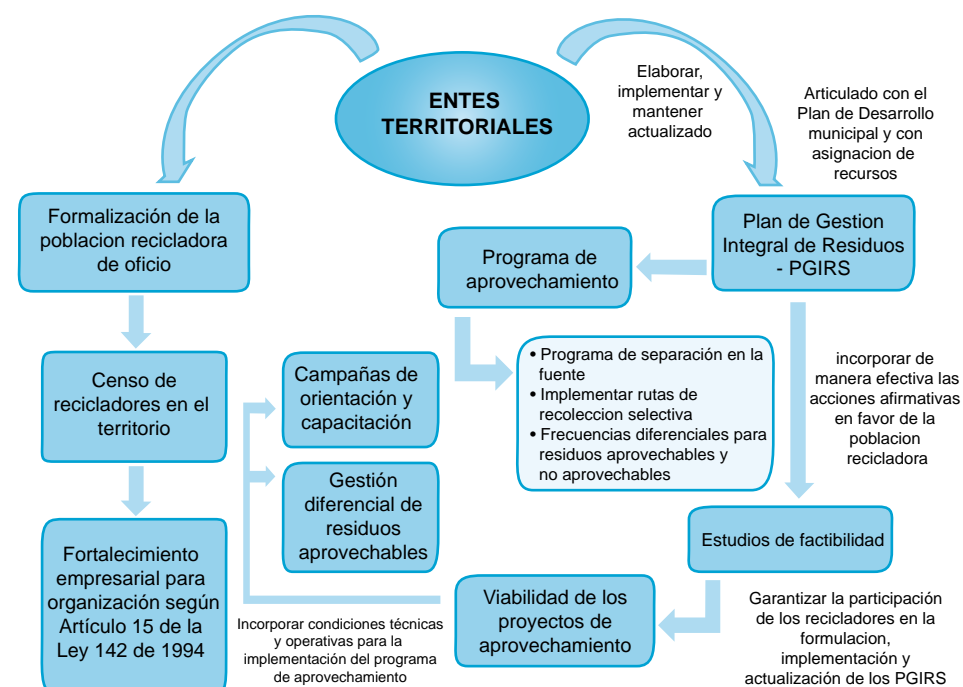 ENTES
TERRITORIALES
Elaborar,
implementar y
mantener
actualizado
Articulado con el
Plan de Desarrollo
municipal y con
asignacion de
recursos
Formalización de la
poblacion recicladora
de oficio
Programa de
aprovechamiento
Plan de Gestion
Integral de Residuos
- PGIRS
Censo de
recicladores en el
territorio
Campañas de
orientación y
capacitación
• Programa de separación en la
fuente
• Implementar rutas de
recoleccion selectiva
• Frecuencias diferenciales para
residuos aprovechables y
no aprovechables
incorporar de
manera efectiva las
acciones afirmativas
en favor de la
poblacion
recicladora
Gestión
diferencial de
residuos
aprovechables
Fortalecimiento
empresarial para
organización según
Artículo 15 de la
Ley 142 de 1994
Estudios de factibilidad
Viabilidad de los
proyectos de
aprovechamiento
Incorporar condiciones técnicas
y operativas para la
implementación del programa
de aprovechamiento
Garantizar la participación
de los recicladores en la
formulacion,
implementación y
actualización de los PGIRS